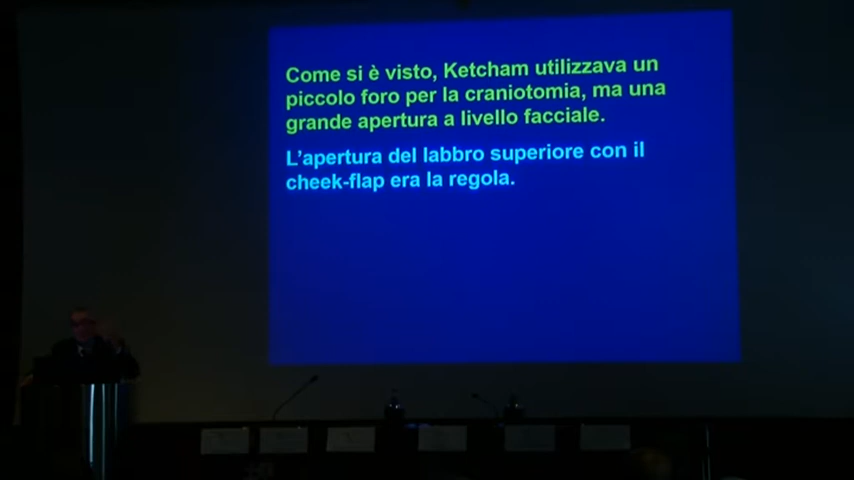 Come si è visto, Ketcham utilizzava un
piccolo foro per la craniotomia, ma una
grande apertura a livello facciale.
L'apertura del labbro superiore con il
cheek-flap era la regola.